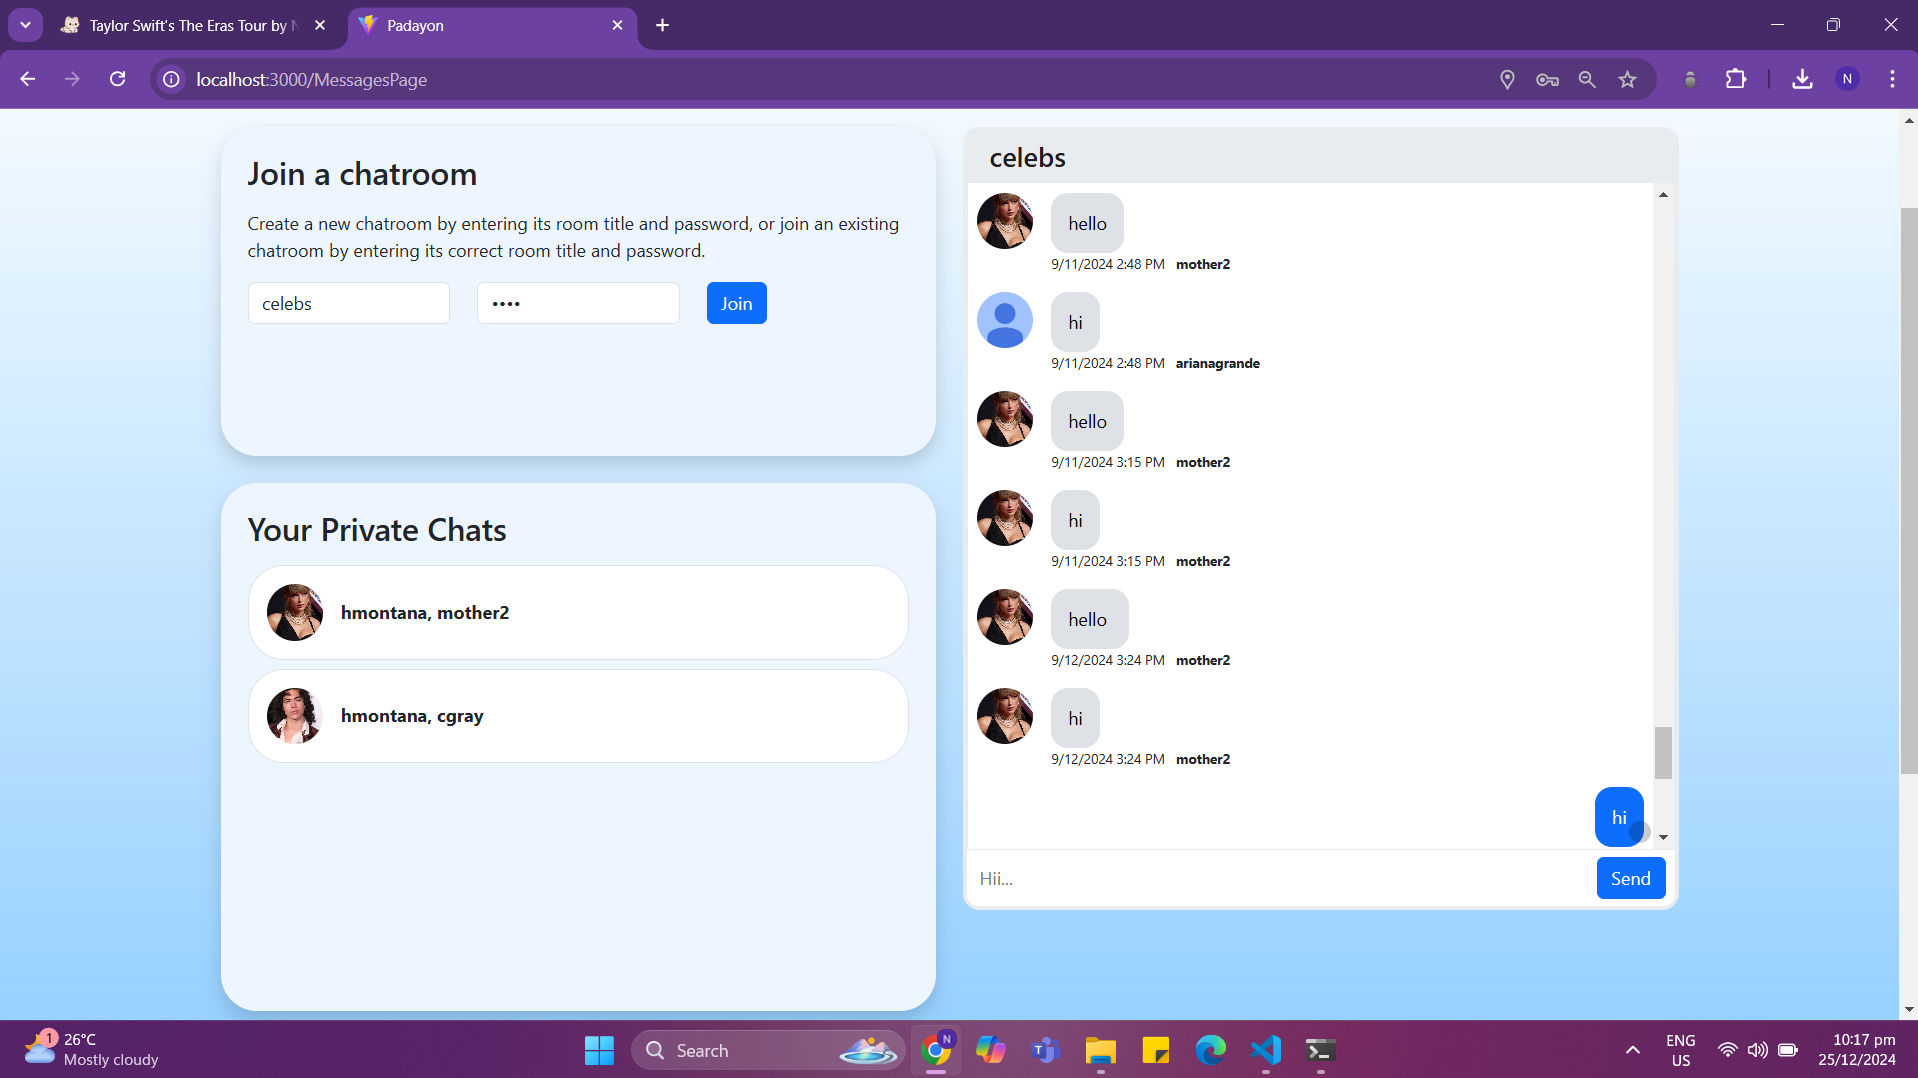 Taylor Swift's The Eras Tour by
Padayon
localhost:3000/MessagesPage
N
Join a chatroom
Create a new chatroom by entering its room title and password, or join an existing
chatroom by entering its correct room title and password.
celebs
••••
Join
Your Private Chats
hmontana, mother2
hmontana, cgray
celebs
hello
9/11/2024 2:48 PM mother2
hi
9/11/2024 2:48 PM arianagrande
hello
9/11/2024 3:15 PM mother2
hi
9/11/2024 3:15 PM mother2
hello
9/12/2024 3:24 PM mother2
hi
9/12/2024 3:24 PM mother2
hi
Hii...
Send
1
26°C
Mostly cloudy
Search
N
ENG
US
10:17 pm
25/12/2024